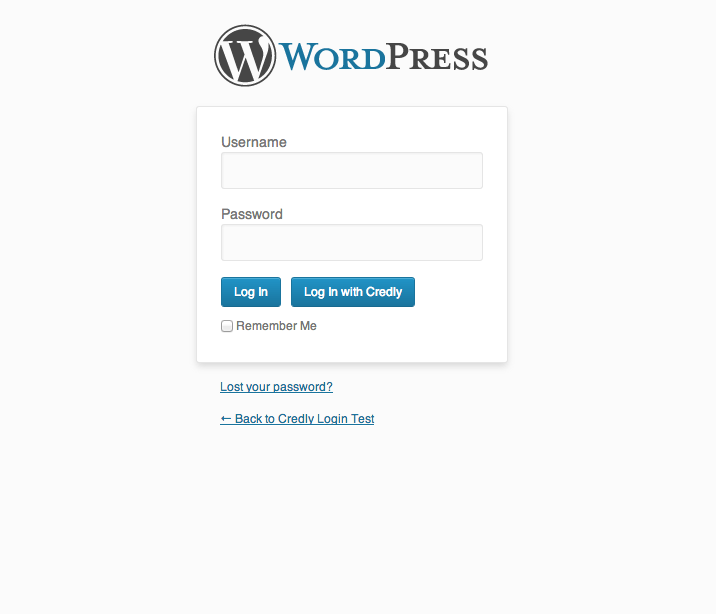 WORDPRESS
Username
Password
Log In Log In with Credly
Remember Me
Lost your password?
← Back to Credly Login Test